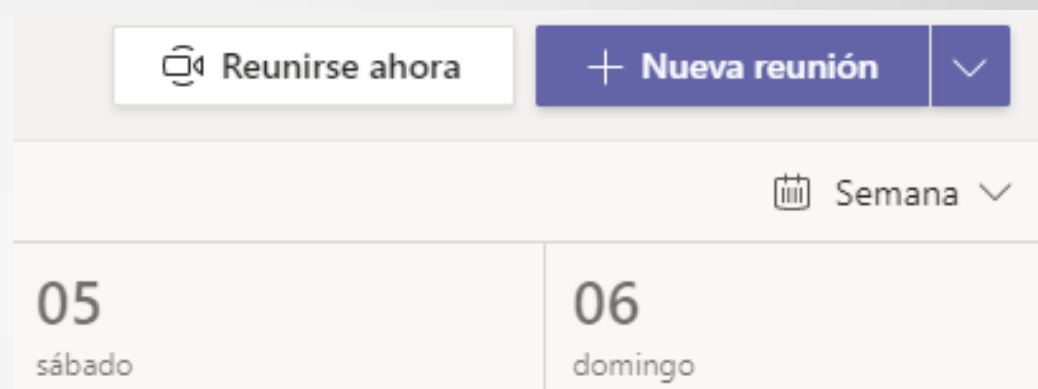 Reunirse ahora
Nueva reunión
Semana
05
sábado
06
domingo